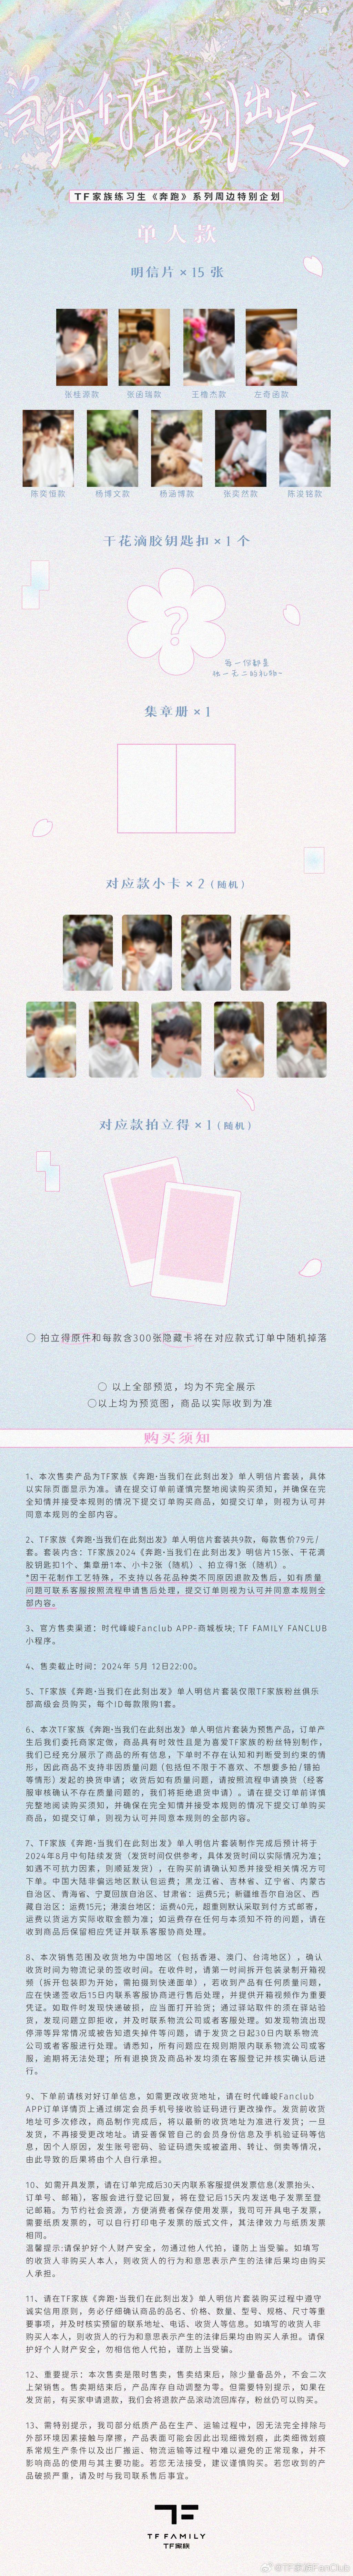 当我们在此刻出发
TF家族练习生《奔跑》系列周边特别企划
单人款
明信片×15 张
张桂源款
张函瑞款
王橹杰款
左奇函款
陈奕恒款
杨博文款
杨涵博款
张奕然款
陈浚铭款
干花滴胶钥匙扣×1个
?
每一份都是
独一无二的礼物~
集章册×1
对应款小卡×2（随机）
对应款拍立得×1（随机）
○ 拍立得原件和每款含300张隐藏卡将在对应款式订单中随机掉落
○ 以上全部预览，均为不完全展示
○以上均为预览图，商品以实际收到为准
购买须知
1、本次售卖产品为TF家族《奔跑·当我们在此刻出发》单人明信片套装，具体
以实际页面显示为准。请在提交订单前谨慎完整地阅读购买须知，并确保在完
全知情并接受本规则的情况下提交订单购买商品，如提交订单，则视为认可并
同意本规则的全部内容。
2、TF家族《奔跑·当我们在此刻出发》单人明信片套装共9款，每款售价79元/
套。套装内含：TF家族2024《奔跑·当我们在此刻出发》明信片15张、干花滴
胶钥匙扣1个、集章册1本、小卡2张（随机）、拍立得1张（随机）。
*因干花制作工艺特殊，不支持以各花品种类不同原因退款及售后，如有质量
问题可联系客服按照流程申请售后处理，提交订单则视为认可并同意本规则全
部内容。
3、官方售卖渠道：时代峰峻Fanclub APP-商城板块; TF FAMILY FANCLUB
小程序。
4、售卖截止时间：2024年 5月 12日22:00。
5、TF家族《奔跑·当我们在此刻出发》单人明信片套装仅限TF家族粉丝俱乐
部高级会员购买，每个ID每款限购1套。
6、本次TF家族《奔跑·当我们在此刻出发》单人明信片套装为预售产品，订单产
生后我们委托商家定做，商品具有时效性且是为喜爱TF家族的粉丝特别制作，
我们已经充分展示了商品的所有信息，下单时不存在认知和判断受到约束的情
形，因此商品不支持非因质量问题（包括但不限于不喜欢、不想要多拍/错拍
等情形）发起的换货申请；收货后如有质量问题，请按照流程申请换货（经客
服审核确认不存在质量问题的，我们将拒绝退货申请）。请在提交订单前详慎
完整地阅读购买须知，并确保在完全知情并接受本规则的情况下提交订单购买
商品，如提交订单，则视为认可并同意本规则的全部内容。
7、TF家族《奔跑·当我们在此刻出发》单人明信片套装制作完成后预计将于
2024年8月中旬陆续发货（发货时间仅供参考，具体发货时间以实际情况为准；
如遇不可抗力因素，则顺延发货），在购买前请确认知悉并接受相关情况方可
下单。中国大陆非偏远地区默认包运费；黑龙江省、吉林省、辽宁省、内蒙古
自治区、青海省、宁夏回族自治区、甘肃省：运费5元；新疆维吾尔自治区、西
藏自治区：运费15元；港澳台地区：运费40元，超重则默认采取到付方式邮寄，
运费以货运方实际收取金额为准；如运费存在任何与本须知不符的问题，请在
收到商品后保留相应凭证并联系客服协商处理。
8、本次销售范围及收货地为中国地区（包括香港、澳门、台湾地区），确认
收货时间为物流记录的签收时间。在收件时，请第一时间拆开包装录制开箱视
频（拆开包装即为开始，需拍摄到快递面单），若收到产品有任何质量问题，
应在快递签收后15日内联系客服协商进行售后处理，并提供开箱视频作为重要
凭证。如取件时发现快递破损，应当面打开验货；通过驿站取件的须在驿站验
货，发现问题立即拒收，并及时联系物流公司或者客服处理。如发现物流出现
停滞等异常情况或被告知遗失掉件等问题，请于发货之日起30日内联系物流
公司或者客服进行处理。请悉知，所有问题应在规则期限内联系物流公司或客
服，逾期将无法处理；所有退换货及商品补发均须在客服登记并核实确认后进
行。
9、下单前请核对好订单信息，如需更改收货地址，请在时代峰峻Fanclub
APP订单详情页上通过绑定会员手机号接收验证码进行更改操作。发货前收货
地址可多次修改，商品制作完成后，将以最新的收货地址为准进行发货；一旦
发货，不再接受更改地址。请妥善保管自己的会员身份信息及手机验证码等信
息，因个人原因，发生账号密码、验证码遗失或被盗用、转让、倒卖等情况，
由此导致的后果将由个人自行承担。
10、如需开具发票，请在订单完成后30天内联系客服提供发票信息(发票抬头、
订单号、邮箱)，客服会进行登记回复，将在登记后15天内发送电子发票至登
记邮箱。为节约社会资源，方便消费者保存使用发票，我司可开具电子发票，
需要纸质发票的，可以自行打印电子发票的版式文件，其法律效力与纸质发票
相同。
温馨提示:请保护好个人财产安全，勿通过他人代拍，谨防上当受骗。如填写
的收货人非购买人本人，则收货人的行为和意思表示产生的法律后果均由购买
人承担。
11、请在TF家族《奔跑·当我们在此刻出发》单人明信片套装购买过程中遵守
诚实信用原则，务必仔细确认商品的品名、价格、数量、型号、规格、尺寸等重
要事项，并及时核实预留的联系地址、电话、收货人等信息。如填写的收货人非
购买人本人，则收货人的行为和意思表示产生的法律后果均由购买人承担。请保
护好个人财产安全，勿相信他人代拍，谨防上当受骗。
12、重要提示：本次售卖是限时售卖，售卖结束后，除少量备品外，不会二次
上架销售。售卖期结束后，产品库存自动调整为零。但需要特别提示，如果在
发货前，有买家申请退款，我们会将退款产品滚动流回库存，粉丝仍可以购买。
13、需特别提示，我司部分纸质产品在生产、运输过程中，因无法完全排除与
外部环境因素接触与摩擦，产品表面可能会因此出现细微划痕，此类细微划痕
系常规生产条件以及出厂搬运、物流运输等过程中难以避免的正常现象，并不
影响商品的使用与其主要功能。若您无法接受，建议谨慎购买。若您收到的产
品破损严重，请及时与我司联系售后事宜。
TF FAMILY
TF家族
@TF家族FanClub